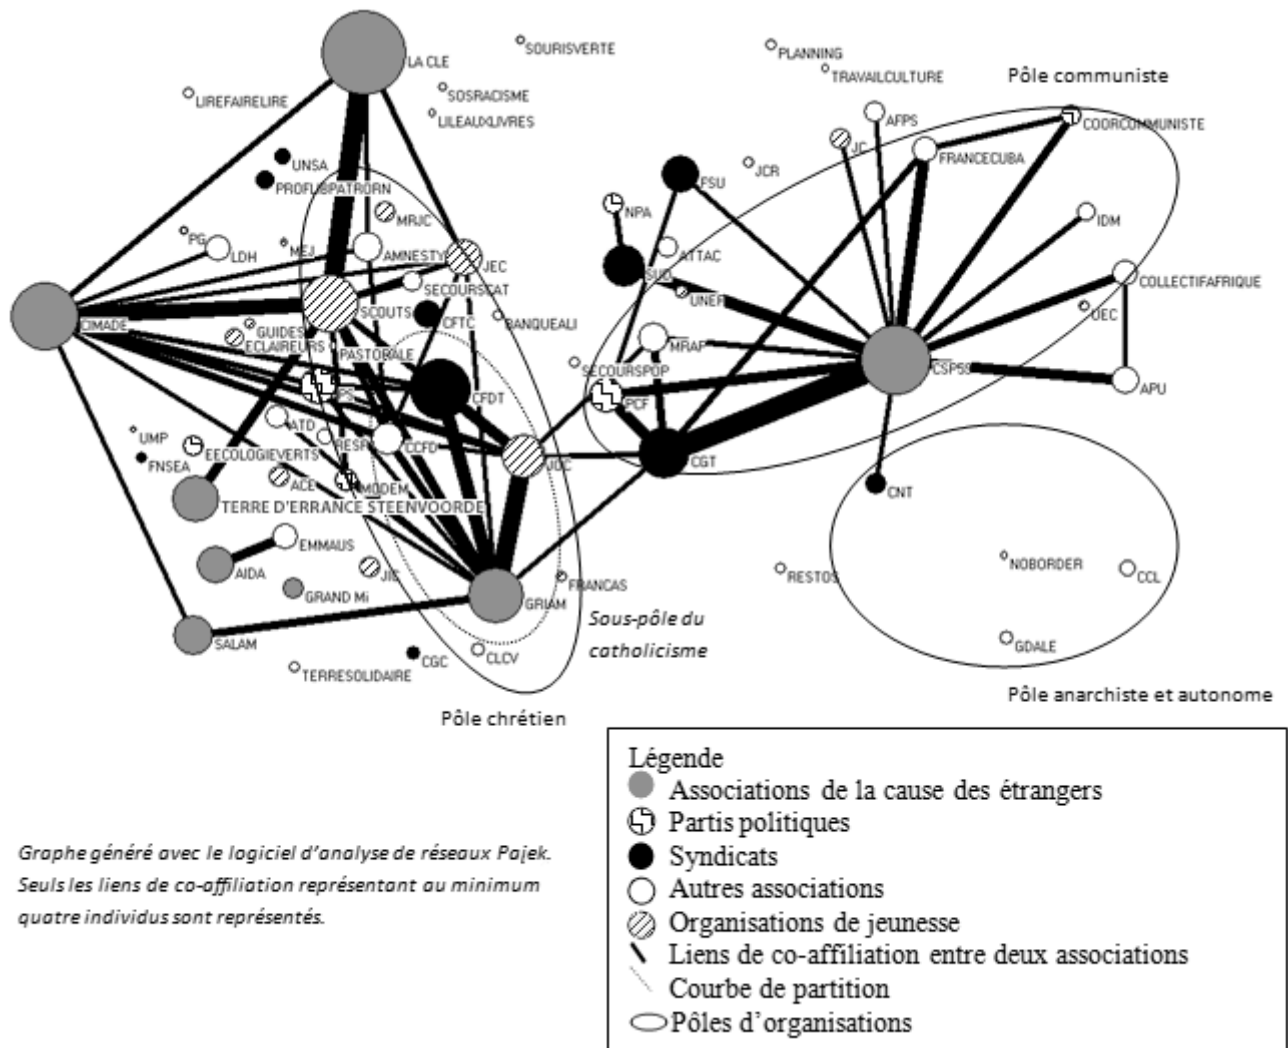 LA CLE
SOURISVERTE
PLANNING
TRAVAILCULTURE
Pôle communiste
LIREFAIRELIRE
SOSRACISME
LILEAUXLIVRES
AFPS
COORCOMMUNISTE
JC
FRANCECUBA
UNSA
FSU
JCR
PROFLIBPATRORN
MRJC
NPA
IDM
PG
LDH
MEJ
AMNESTY
JEC
ATTAC
SECOURSCAT
SUD
COLLECTIFAFRIQUE
UNEF
UEC
CIMADE
SCOUTS
CFTC
BANQUEALI
GUIDES
ECLAIREURS
PASTORALE
MRAP
SECOURSPOP
CSP59
PS
CFDT
PCF
APU
UMP
ATD
RESF
CCFD
EECOLOGIEVERTS
JOC
CGT
FNSEA
ACE
MODEM
CNT
TERRE D'ERRANCE STEENVOORDE
EMMAUS
AIDA
JIC
FRANCAS
RESTOS
NOBORDER
CCL
GRAND Mi
GRIAM
Sous-pôle du
catholicisme
SALAM
GDALE
CGC
CLCV
TERRESOLIDAIRE
Pôle anarchiste et autonome
Pôle chrétien
Légende
Associations de la cause des étrangers
Partis politiques
Syndicats
Autres associations
Organisations de jeunesse
Liens de co-affiliation entre deux associations
Courbe de partition
Pôles d'organisations
Graphe généré avec le logiciel d'analyse de réseaux Pajek.
Seuls les liens de co-affiliation représentant au minimum
quatre individus sont représentés.